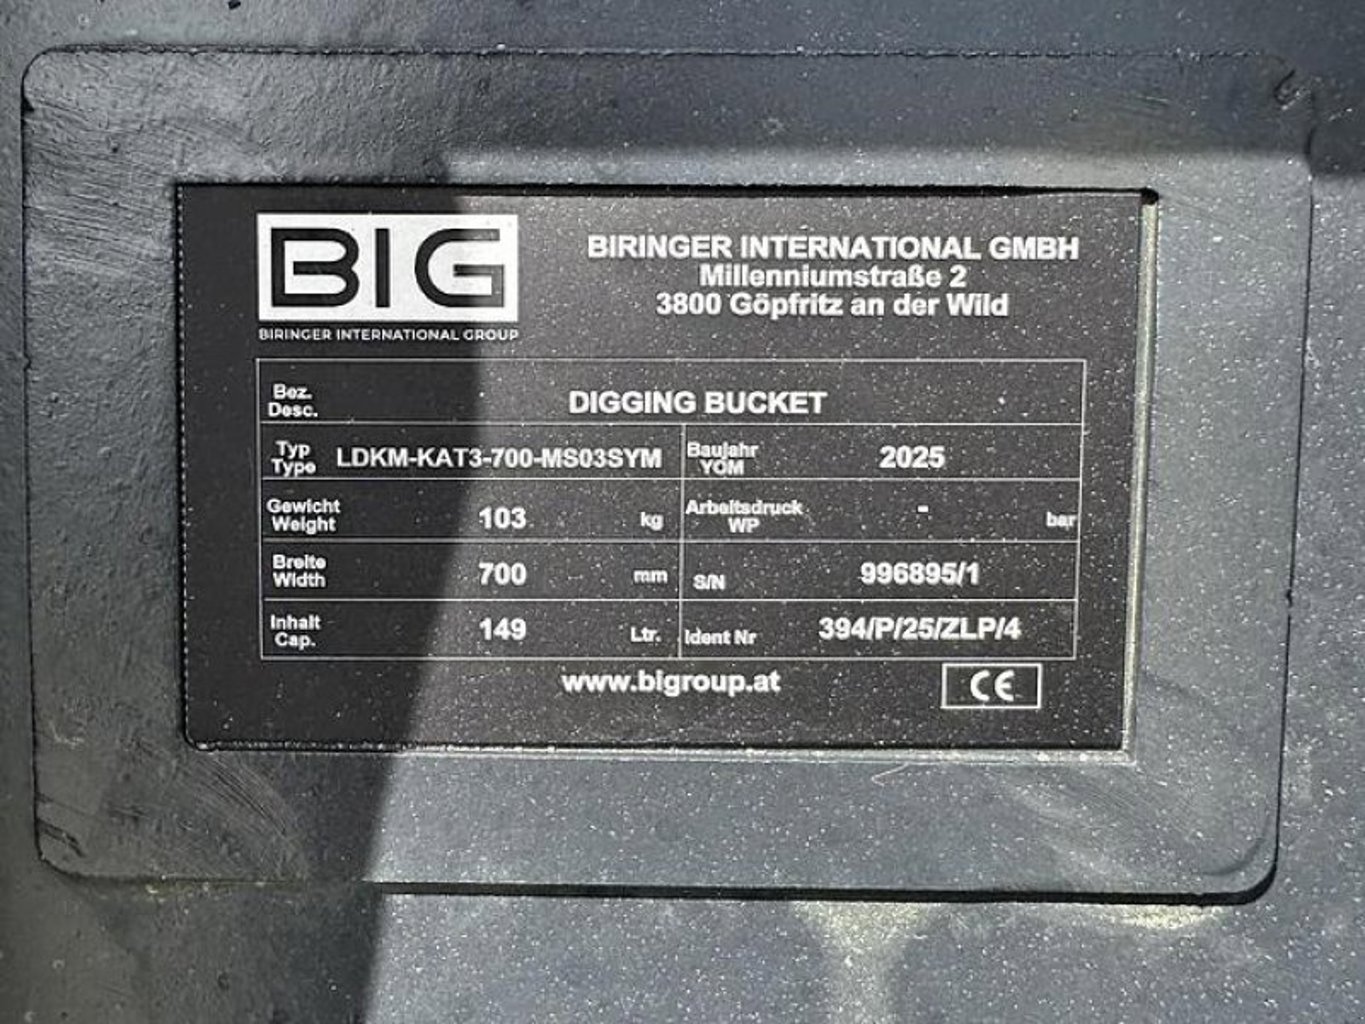 BIG
BIRINGER INTERNATIONAL GROUP
BIRINGER INTERNATIONAL GMBH
Millenniumstraße 2
3800 Göpfritz an der Wild
Bez.
Desc.
DIGGING BUCKET
Typ
Type
LDKM-KAT3-700-MS03SYM
Baujahr
YOM
2025
Gewicht
Weight
103 kg
Arbeitsdruck
WP
- bar
Breite
Width
700 mm
S/N 996895/1
Inhalt
Cap.
149 Ltr.
Ident Nr 394/P/25/ZLP/4
www.bigroup.at
CE